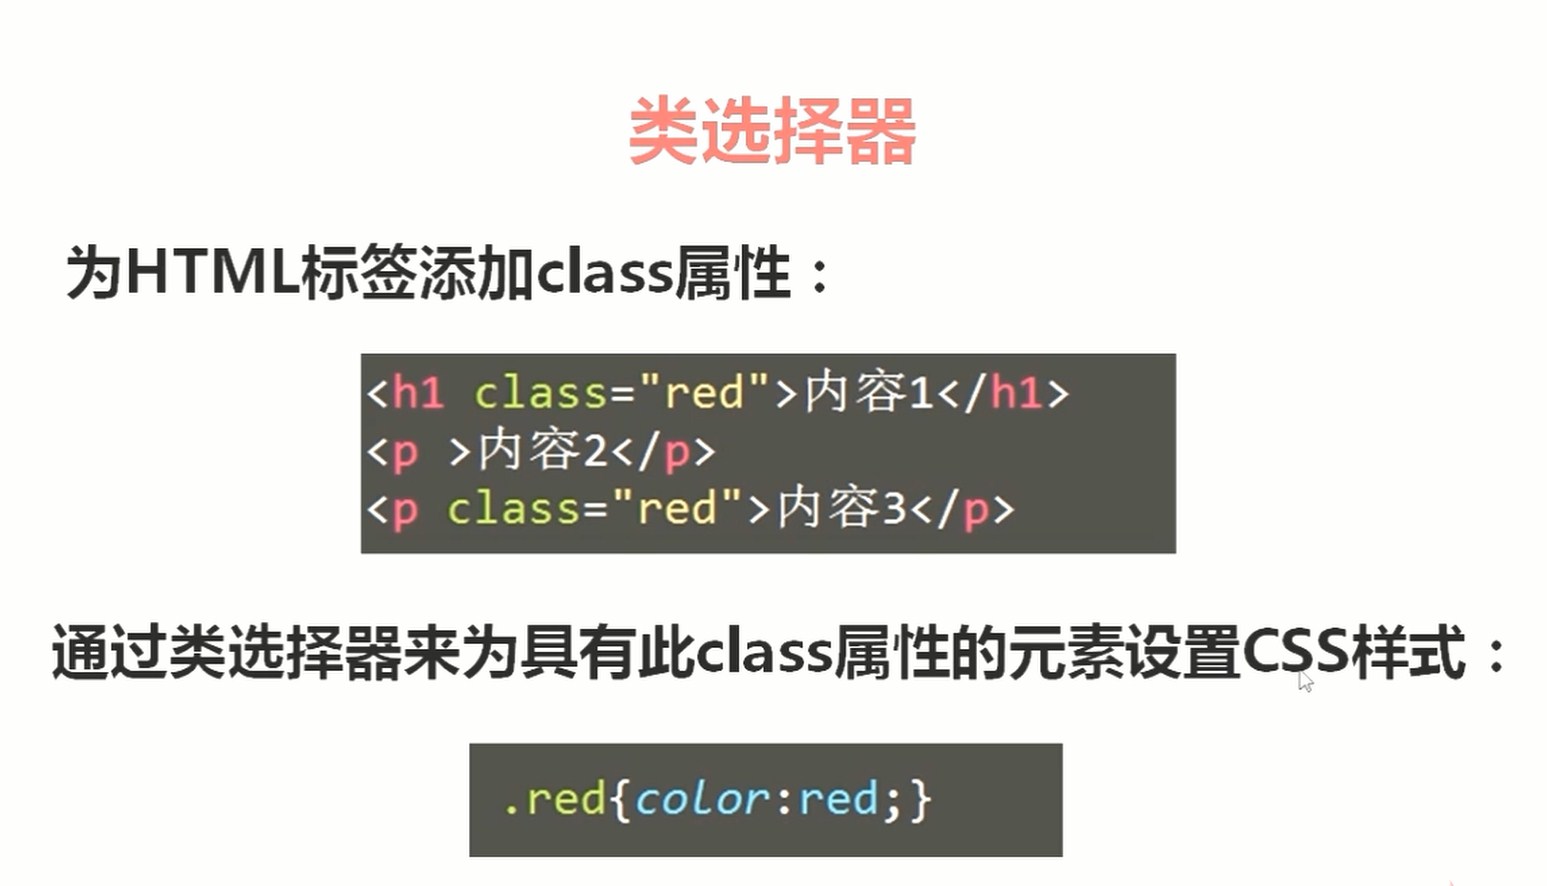 类选择器
为HTML标签添加class属性：
<h1 class="red">内容1</h1>
<p >内容2</p>
<p class="red">内容3</p>
通过类选择器来为具有此class属性的元素设置CSS样式：
.red{color:red;}